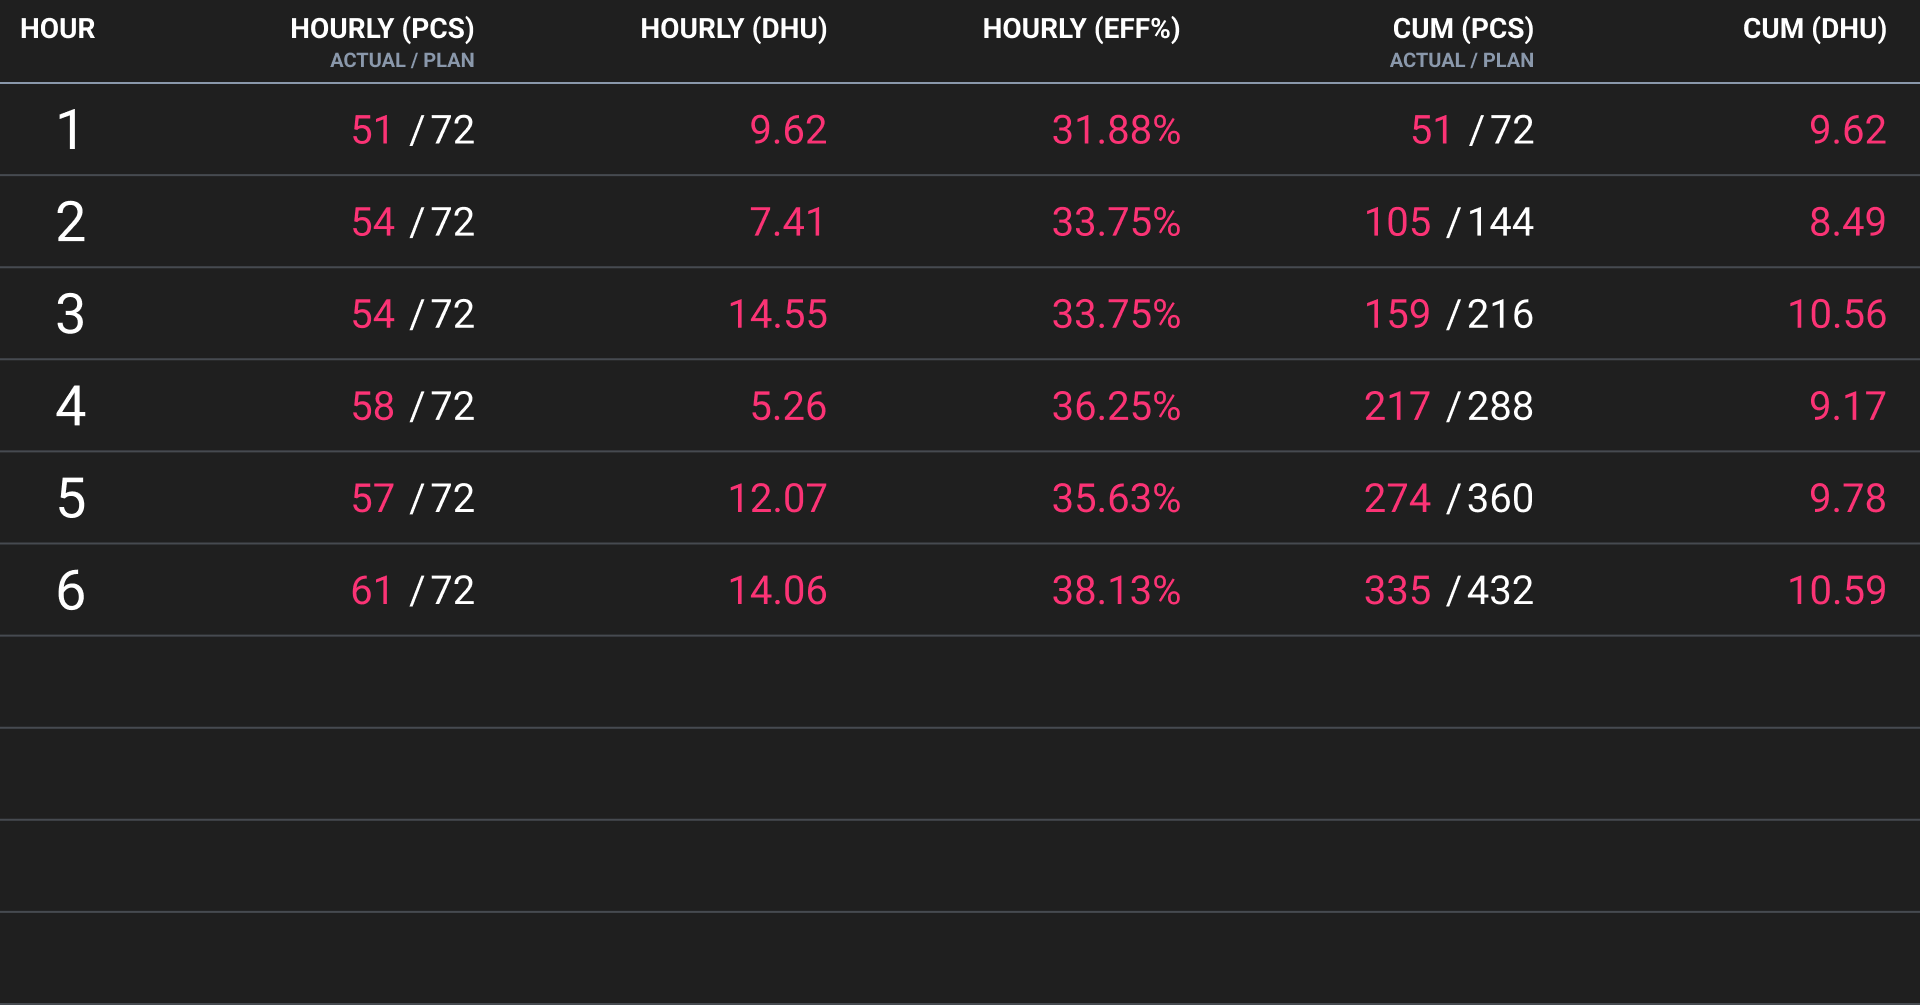 HOUR HOURLY (PCS) HOURLY (DHU) HOURLY (EFF%) CUM (PCS) CUM (DHU)
ACTUAL / PLAN ACTUAL / PLAN
1 51 /72 9.62 31.88% 51 /72 9.62
2 54 /72 7.41 33.75% 105 /144 8.49
3 54 /72 14.55 33.75% 159 /216 10.56
4 58 /72 5.26 36.25% 217 /288 9.17
5 57 /72 12.07 35.63% 274 /360 9.78
6 61 /72 14.06 38.13% 335 /432 10.59